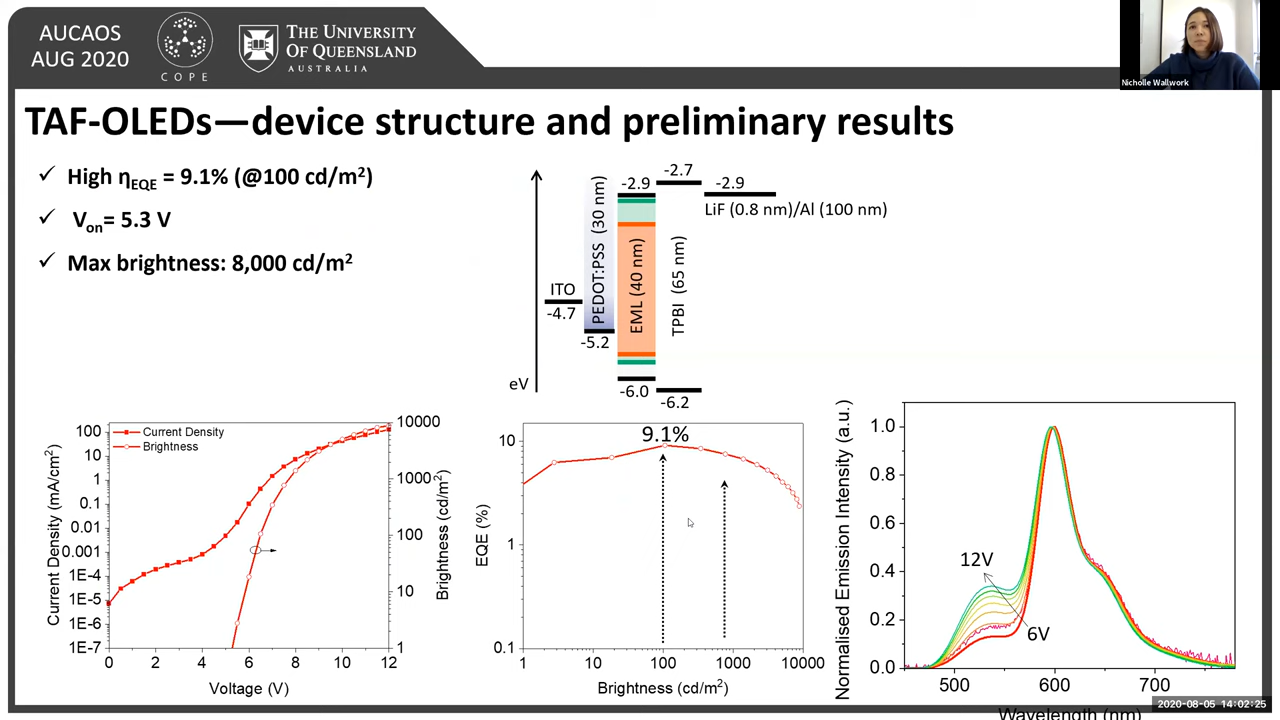 AUCAOS
AUG 2020
COPE
THE UNIVERSITY
OF QUEENSLAND
AUSTRALIA
Nicholle Wallwork
TAF-OLEDs—device structure and preliminary results
✓ High ηEQE = 9.1% (@100 cd/m²)
✓ Von= 5.3 V
✓ Max brightness: 8,000 cd/m²
eV
ITO
-4.7
PEDOT:PSS (30 nm)
-5.2
-2.9
EML (40 nm)
-6.0
-2.7
TPBI (65 nm)
-6.2
-2.9
LiF (0.8 nm)/Al (100 nm)
Current Density (mA/cm²)
100
10
1
0.1
0.01
0.001
1E-4
1E-5
1E-6
1E-7
Current Density
Brightness
10000
1000
100
10
1
Brightness (cd/m²)
0 2 4 6 8 10 12
Voltage (V)
EQE (%)
10
1
0.1
9.1%
1 10 100 1000 10000
Brightness (cd/m²)
Normalised Emission Intensity (a.u.)
1.0
0.8
0.6
0.4
0.2
0.0
12V
6V
500 600 700
Wavelength (nm)
2020-08-05 14:02:25